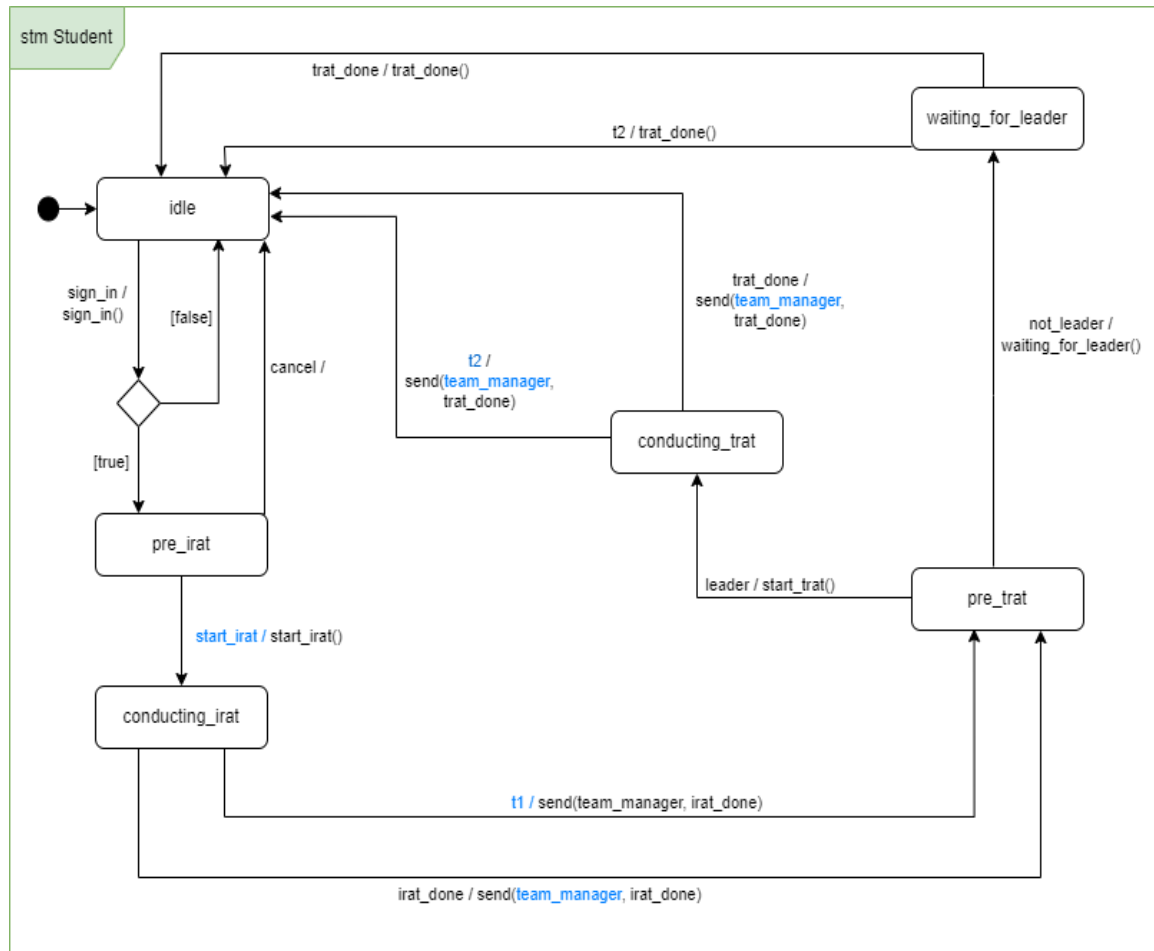 stm Student
trat_done / trat_done()
waiting_for_leader
t2 / trat_done()
idle
sign_in /
sign_in()
[false]
cancel /
trat_done /
send(team_manager,
trat_done)
not_leader /
waiting_for_leader()
t2 /
send(team_manager,
trat_done)
conducting_trat
[true]
pre_irat
leader / start_trat()
pre_trat
start_irat / start_irat()
conducting_irat
t1 / send(team_manager, irat_done)
irat_done / send(team_manager, irat_done)